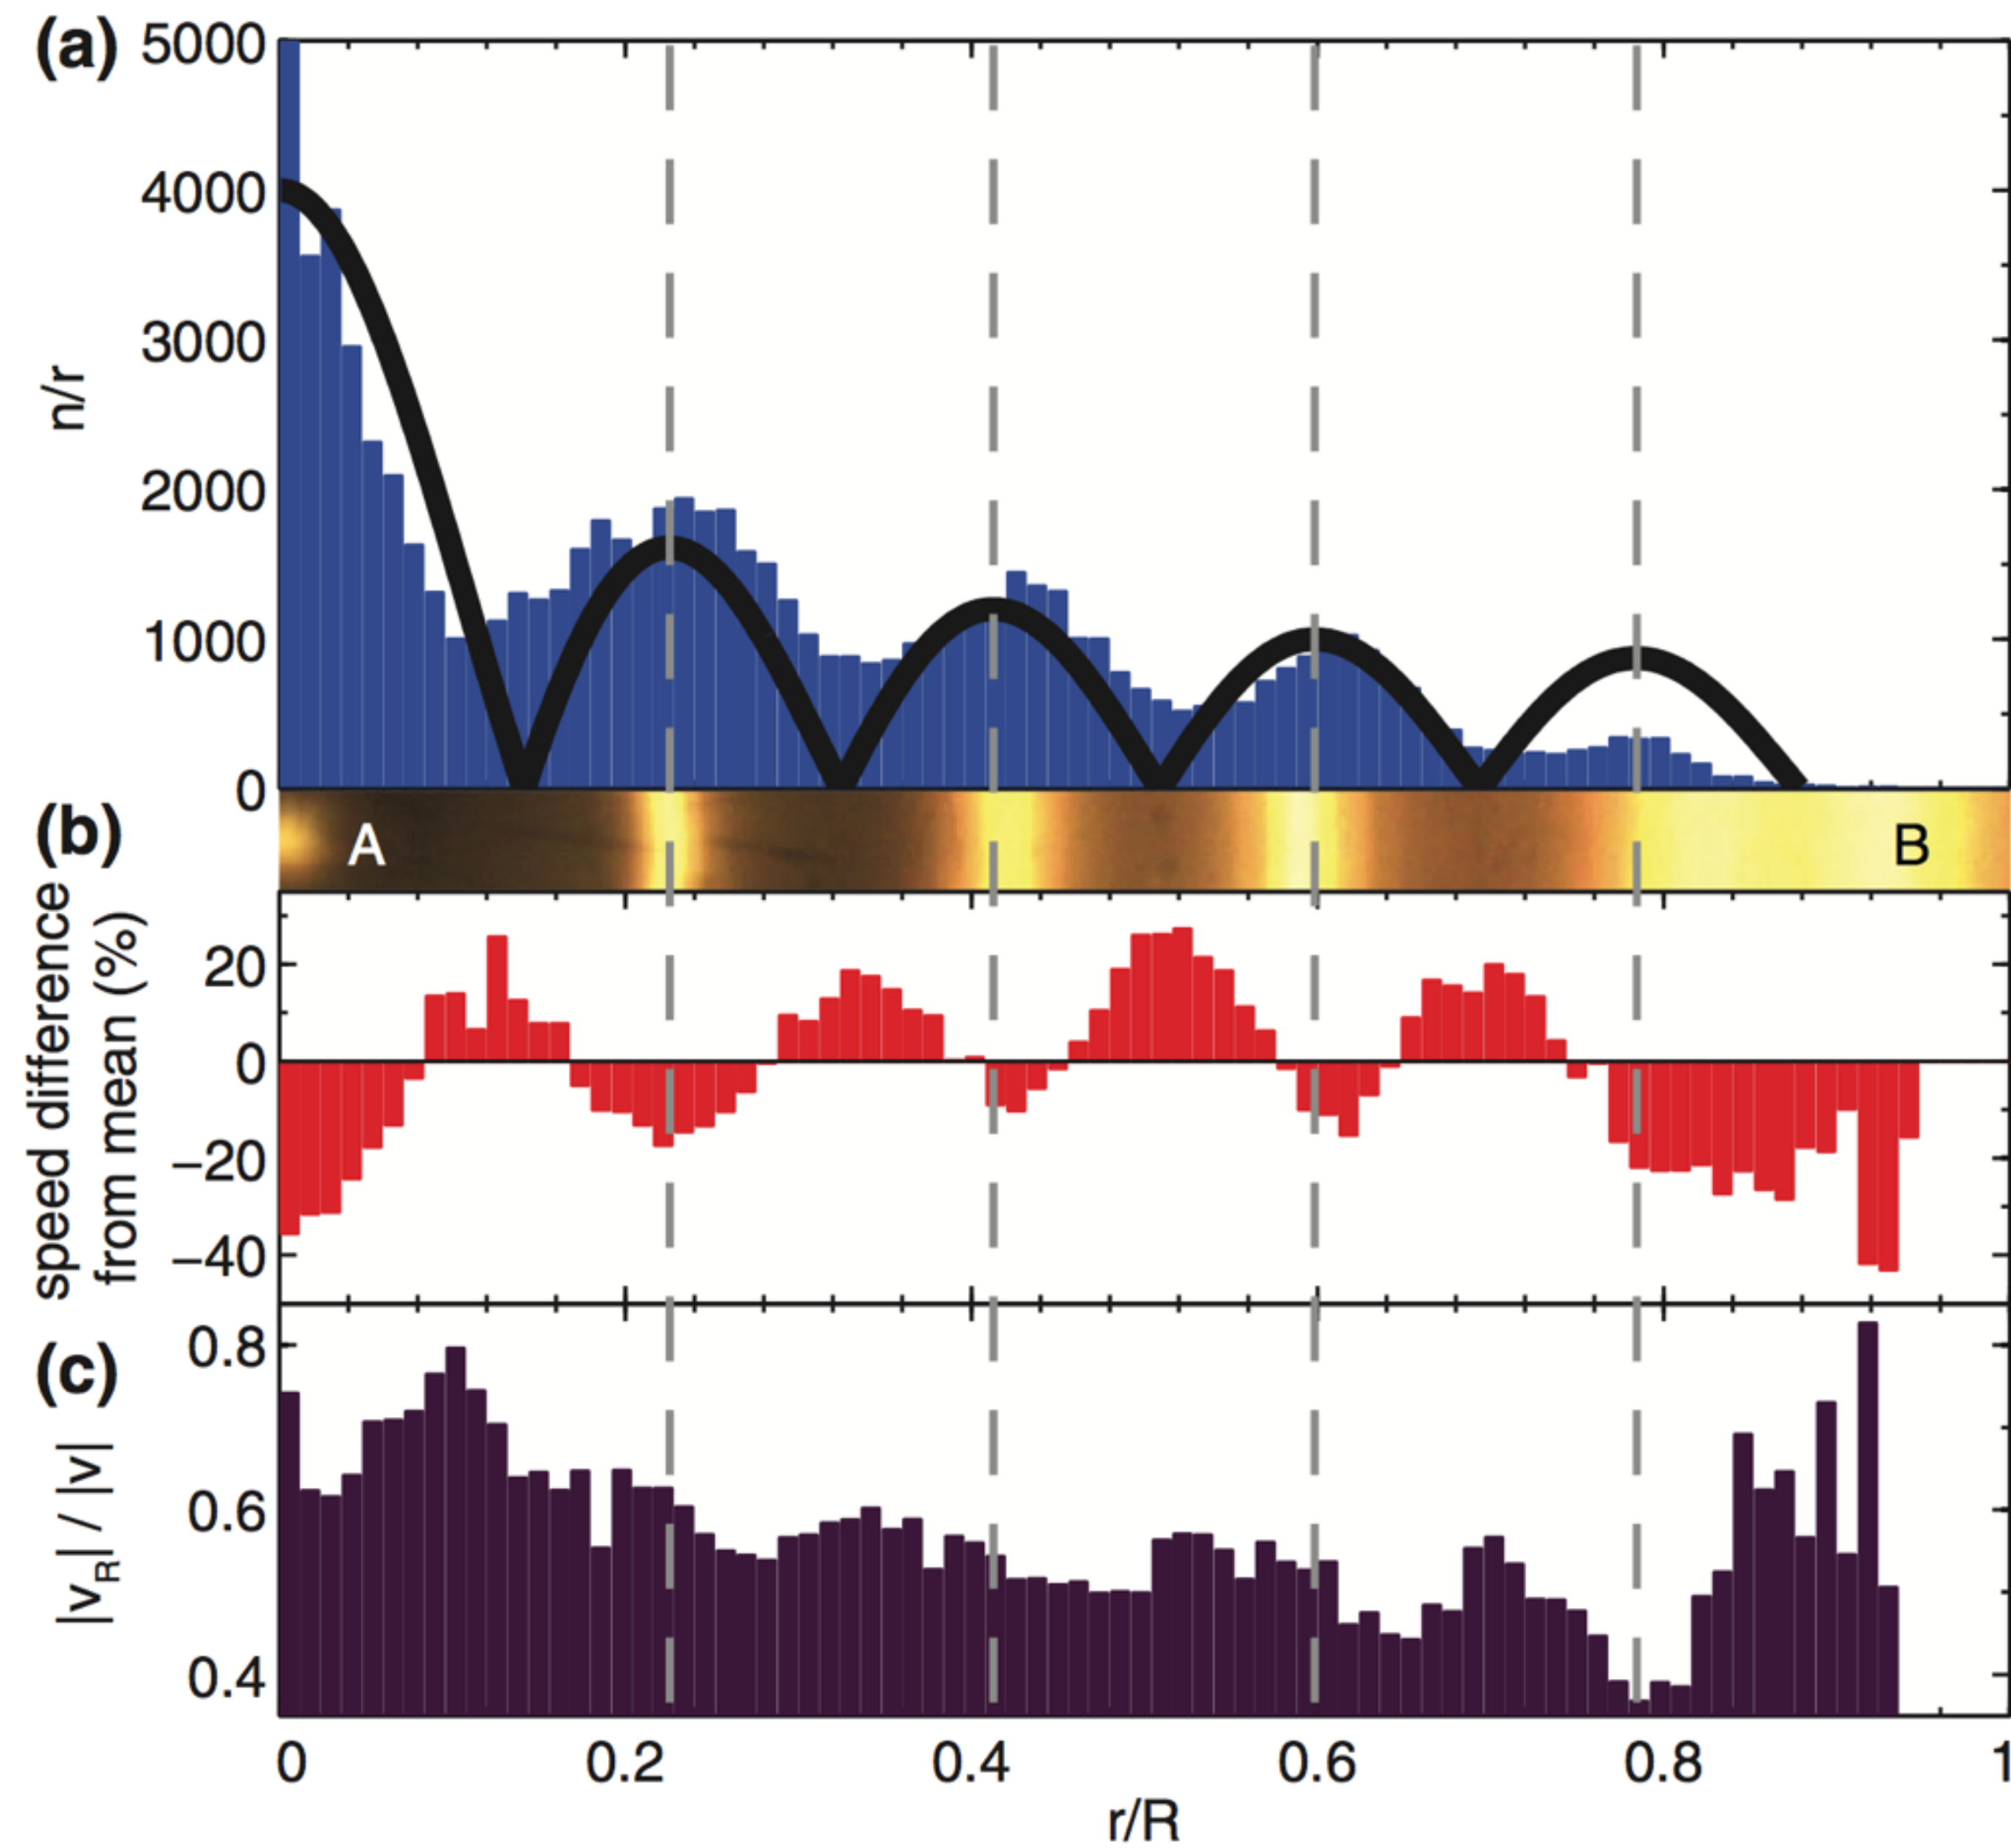 (a)
5000
4000
3000
2000
1000
0
n/r
(b)
A
B
speed difference
from mean (%)
20
0
−20
−40
(c)
0.8
0.6
0.4
|vR| / |v|
0 0.2 0.4 0.6 0.8 1
r/R